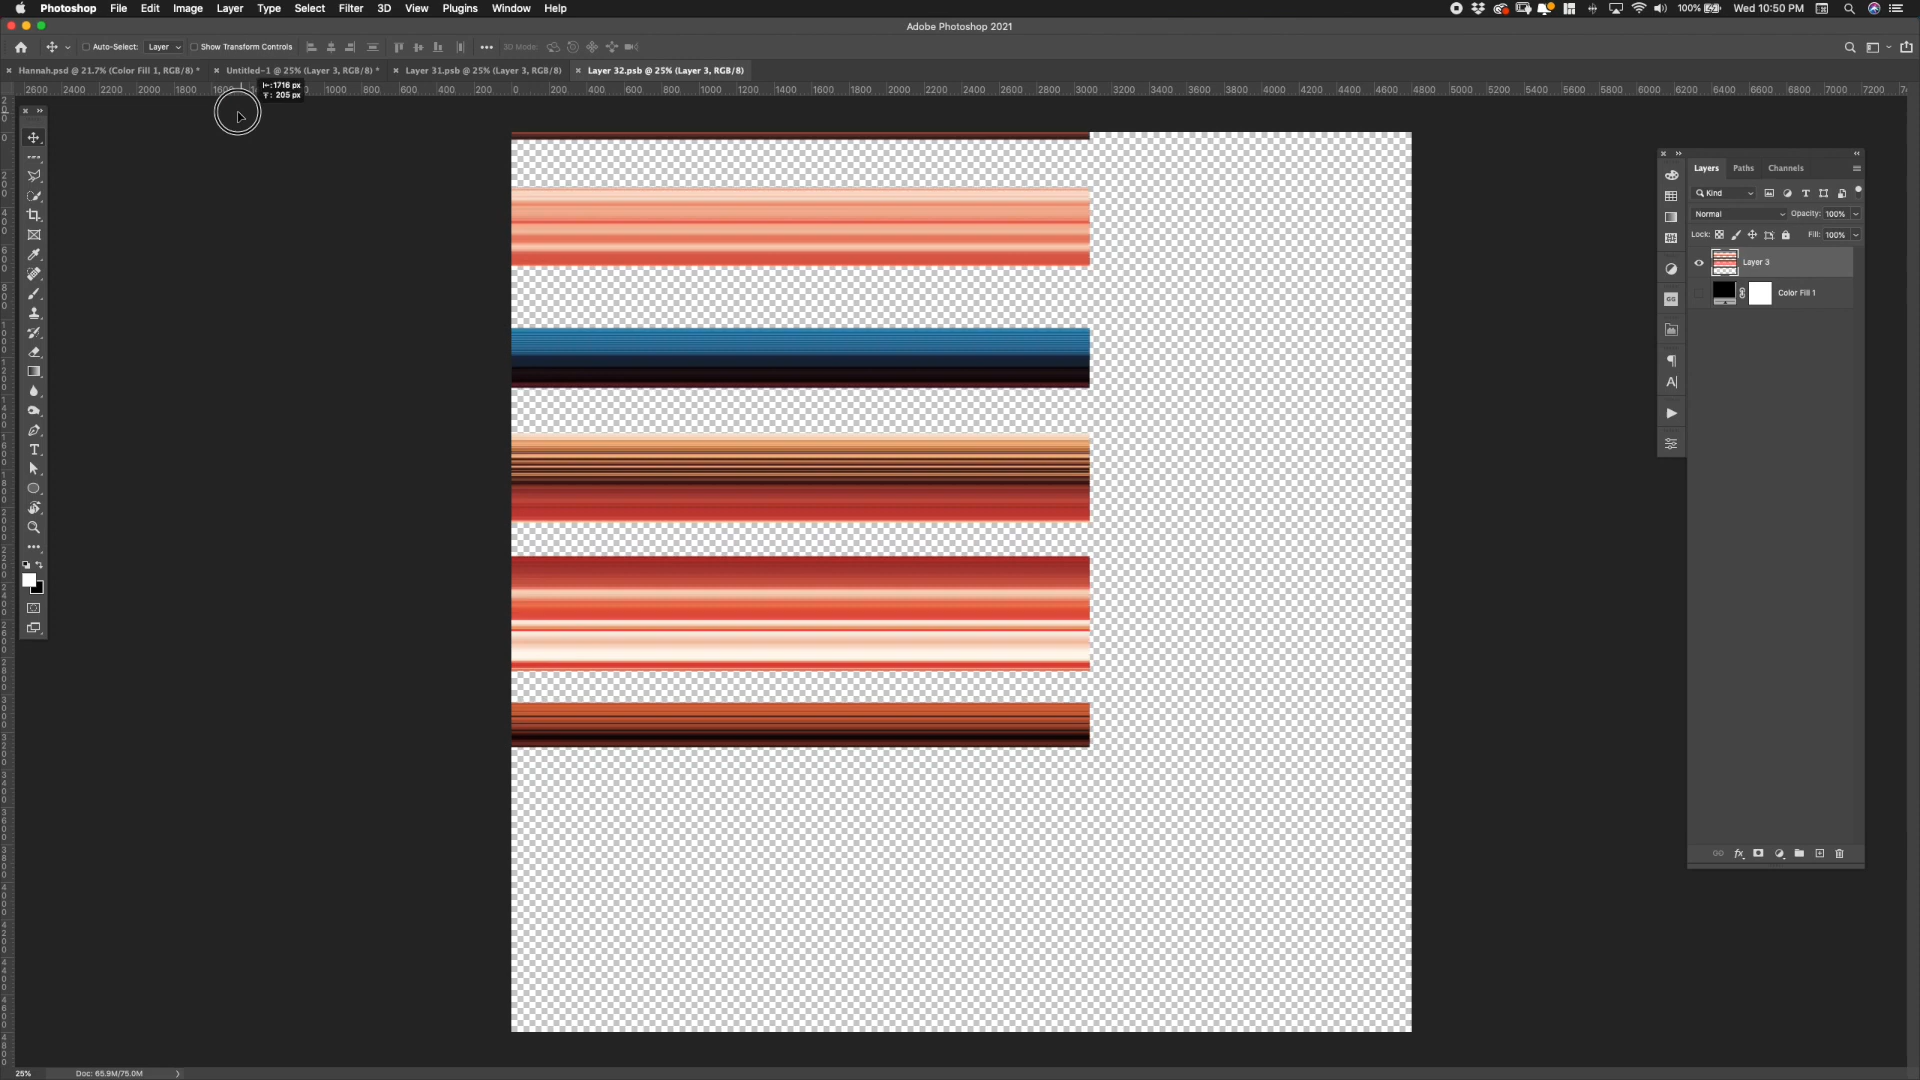 Photoshop File Edit Image Layer Type Select Filter 3D View Plugins Window Help
100% Wed 10:50 PM
Adobe Photoshop 2021
Auto-Select: Layer Show Transform Controls 3D Mode:
Hannah.psd @ 21.7% (Color Fill 1, RGB/8) * Untitled-1 @ 25% (Layer 3, RGB/8) * Layer 31.psb @ 25% (Layer 3, RGB/8) Layer 32.psb @ 25% (Layer 3, RGB/8)
2600 2400 2200 2000 1800 1600 1000 800 600 400 200 0 200 400 600 800 1000 1200 1400 1600 1800 2000 2200 2400 2600 2800 3000 3200 3400 3600 3800 4000 4200 4400 4600 4800 5000 5200 5400 5600 5800 6000 6200 6400 6600 6800 7000 7200
:1716 px
: 205 px
Layers Paths Channels
Kind
Normal Opacity: 100%
Lock: Fill: 100%
Layer 3
Color Fill 1
25% Doc: 65.9M/75.0M